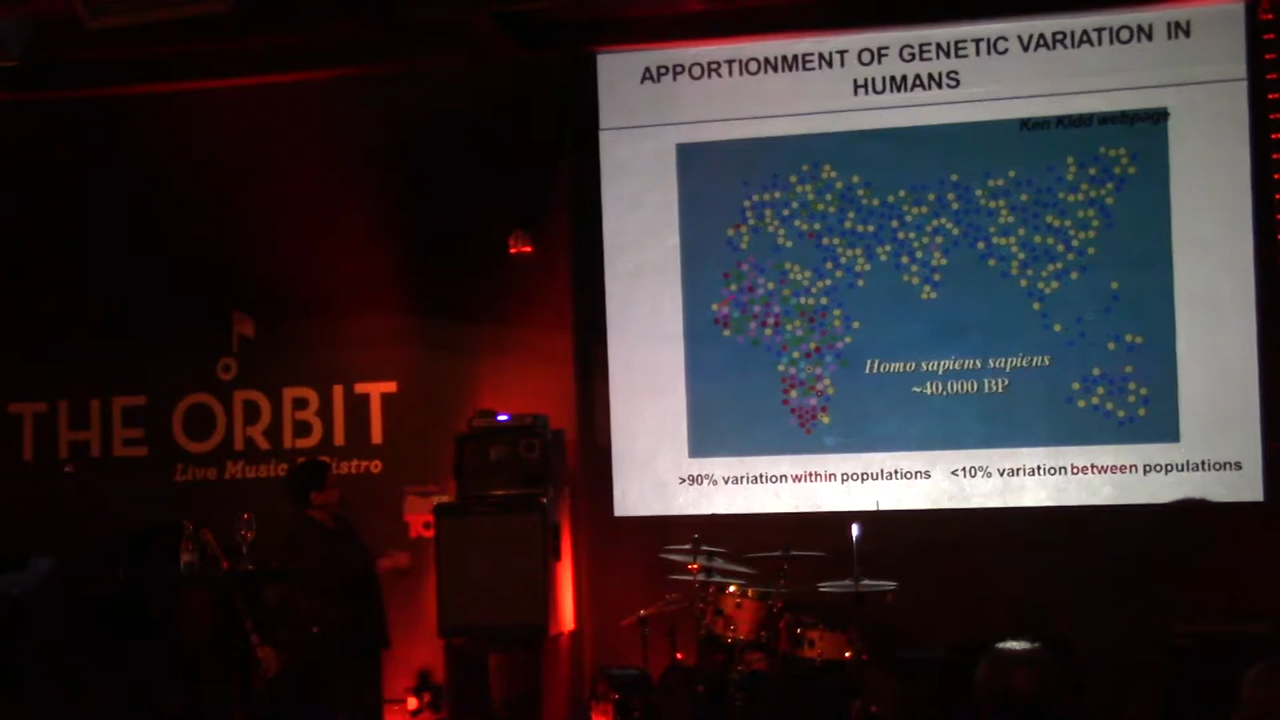 APPORTIONMENT OF GENETIC VARIATION IN
HUMANS
Ken Kidd webpage
Homo sapiens sapiens
~40,000 BP
>90% variation within populations <10% variation between populations
THE ORBIT
Live Music & Bistro